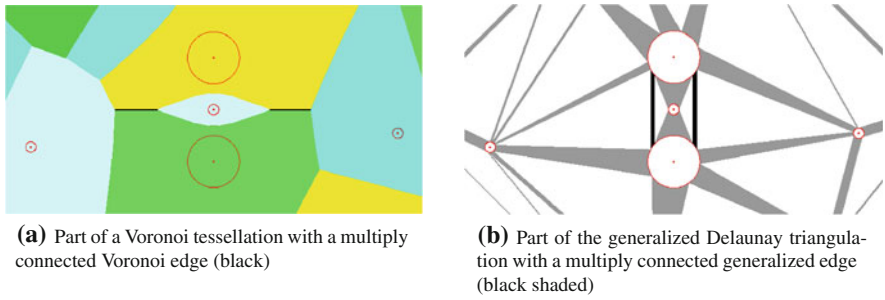 (a) Part of a Voronoi tessellation with a multiply
connected Voronoi edge (black)
(b) Part of the generalized Delaunay triangula-
tion with a multiply connected generalized edge
(black shaded)